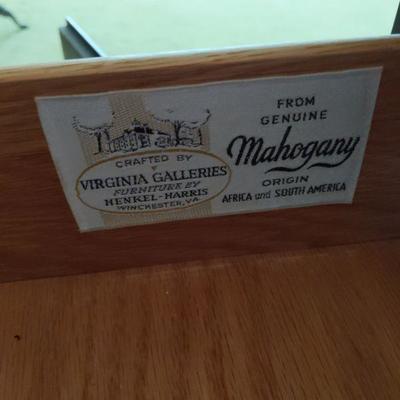 CRAFTED BY
VIRGINIA GALLERIES
FURNITURE BY
HENKEL-HARRIS
WINCHESTER, VA.
FROM
GENUINE
Mahogany
ORIGIN
AFRICA and SOUTH AMERICA